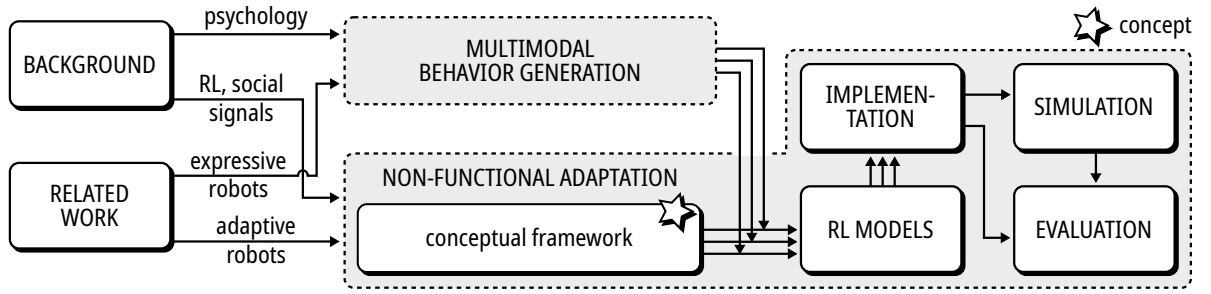 psychology
concept
BACKGROUND
MULTIMODAL
BEHAVIOR GENERATION
RL, social
signals
IMPLEMEN-
TATION
SIMULATION
expressive
robots
RELATED
WORK
NON-FUNCTIONAL ADAPTATION
adaptive
robots
conceptual framework
RL MODELS
EVALUATION